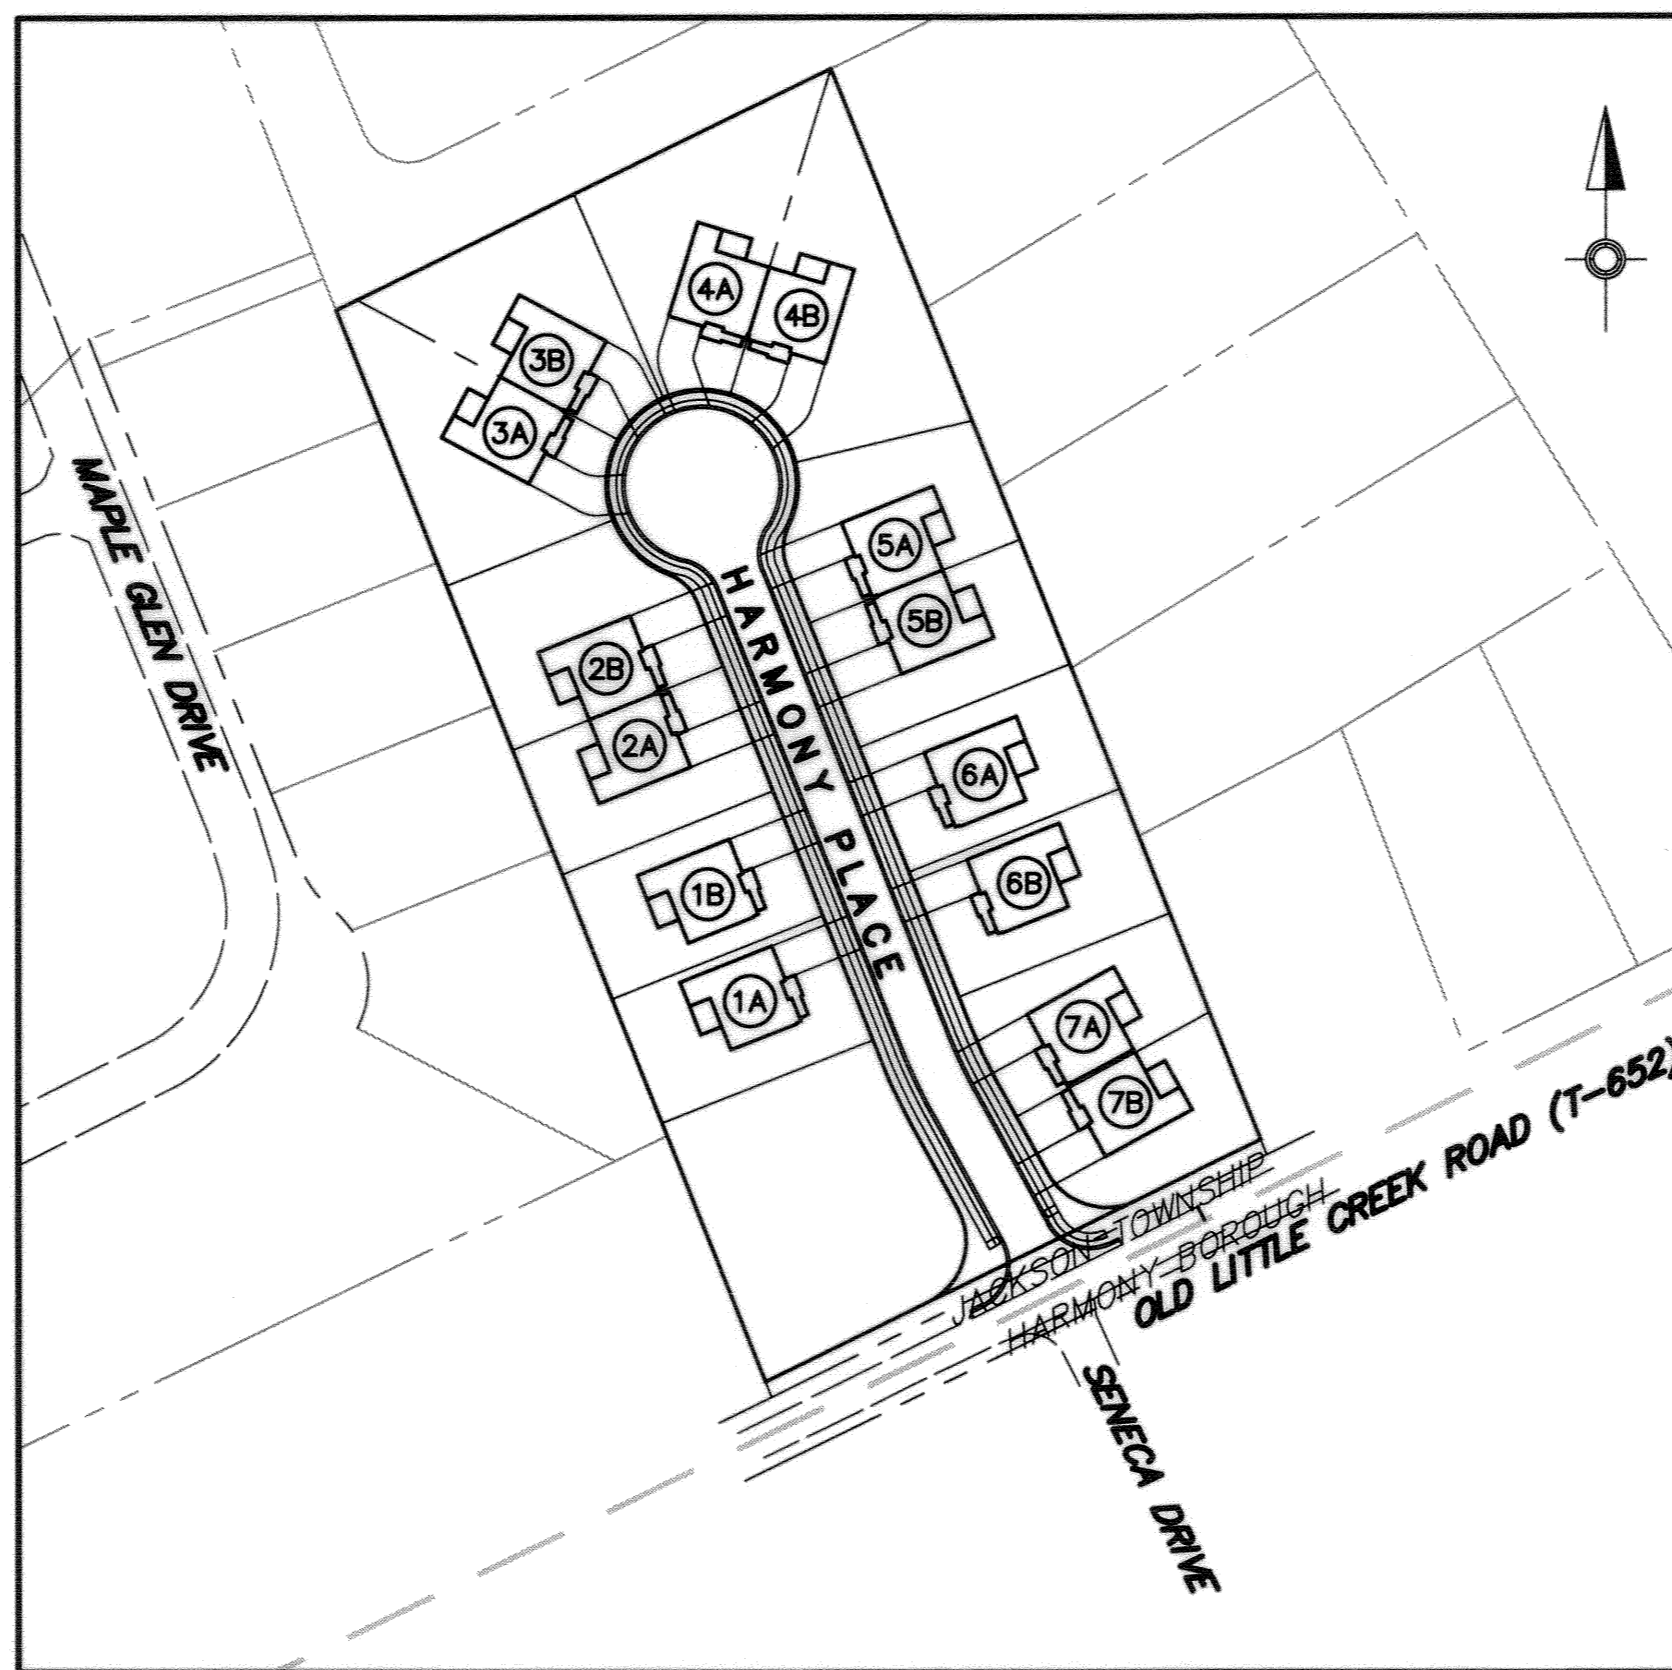 4A
4B
3B
3A
5A
5B
2B
2A
6A
6B
1B
1A
7A
7B
MAPLE GLEN DRIVE
HARMONY PLACE
JACKSON TOWNSHIP
HARMONY BOROUGH
OLD LITTLE CREEK ROAD (T-652)
SENECA DRIVE